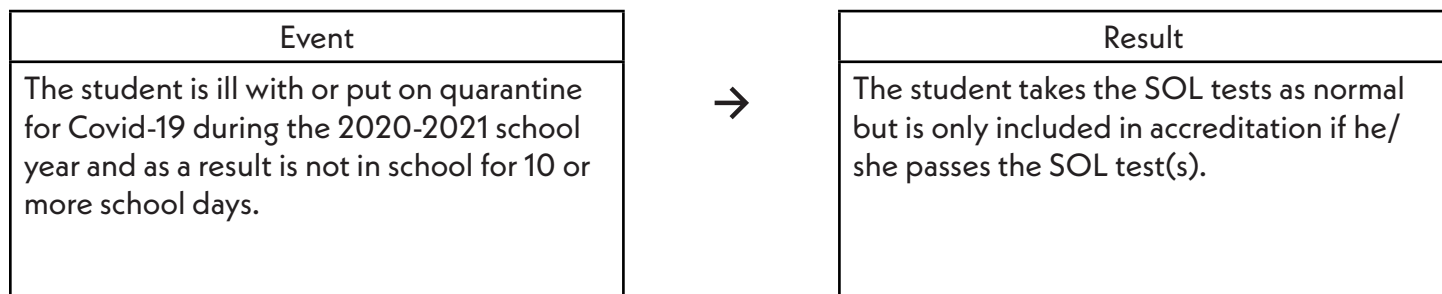 Event
The student is ill with or put on quarantine
for Covid-19 during the 2020-2021 school
year and as a result is not in school for 10 or
more school days.
→
Result
The student takes the SOL tests as normal
but is only included in accreditation if he/
she passes the SOL test(s).